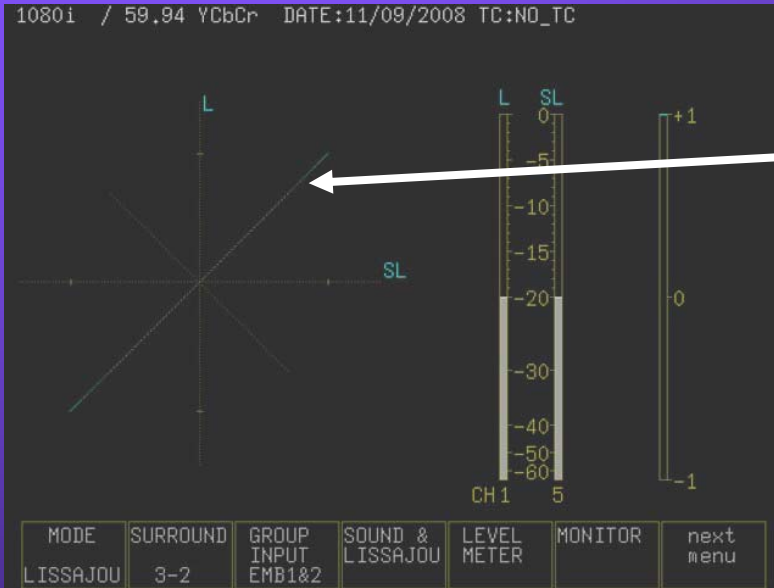 1080i / 59.94 YCbCr DATE:11/09/2008 TC:NO_TC
L
SL
L SL
0
-5
-10
-15
-20
-30
-40
-50
-60
CH 1 5
+1
0
-1
MODE
LISSAJOU
SURROUND
3-2
GROUP
INPUT
EMB1&2
SOUND &
LISSAJOU
LEVEL
METER
MONITOR
next
menu